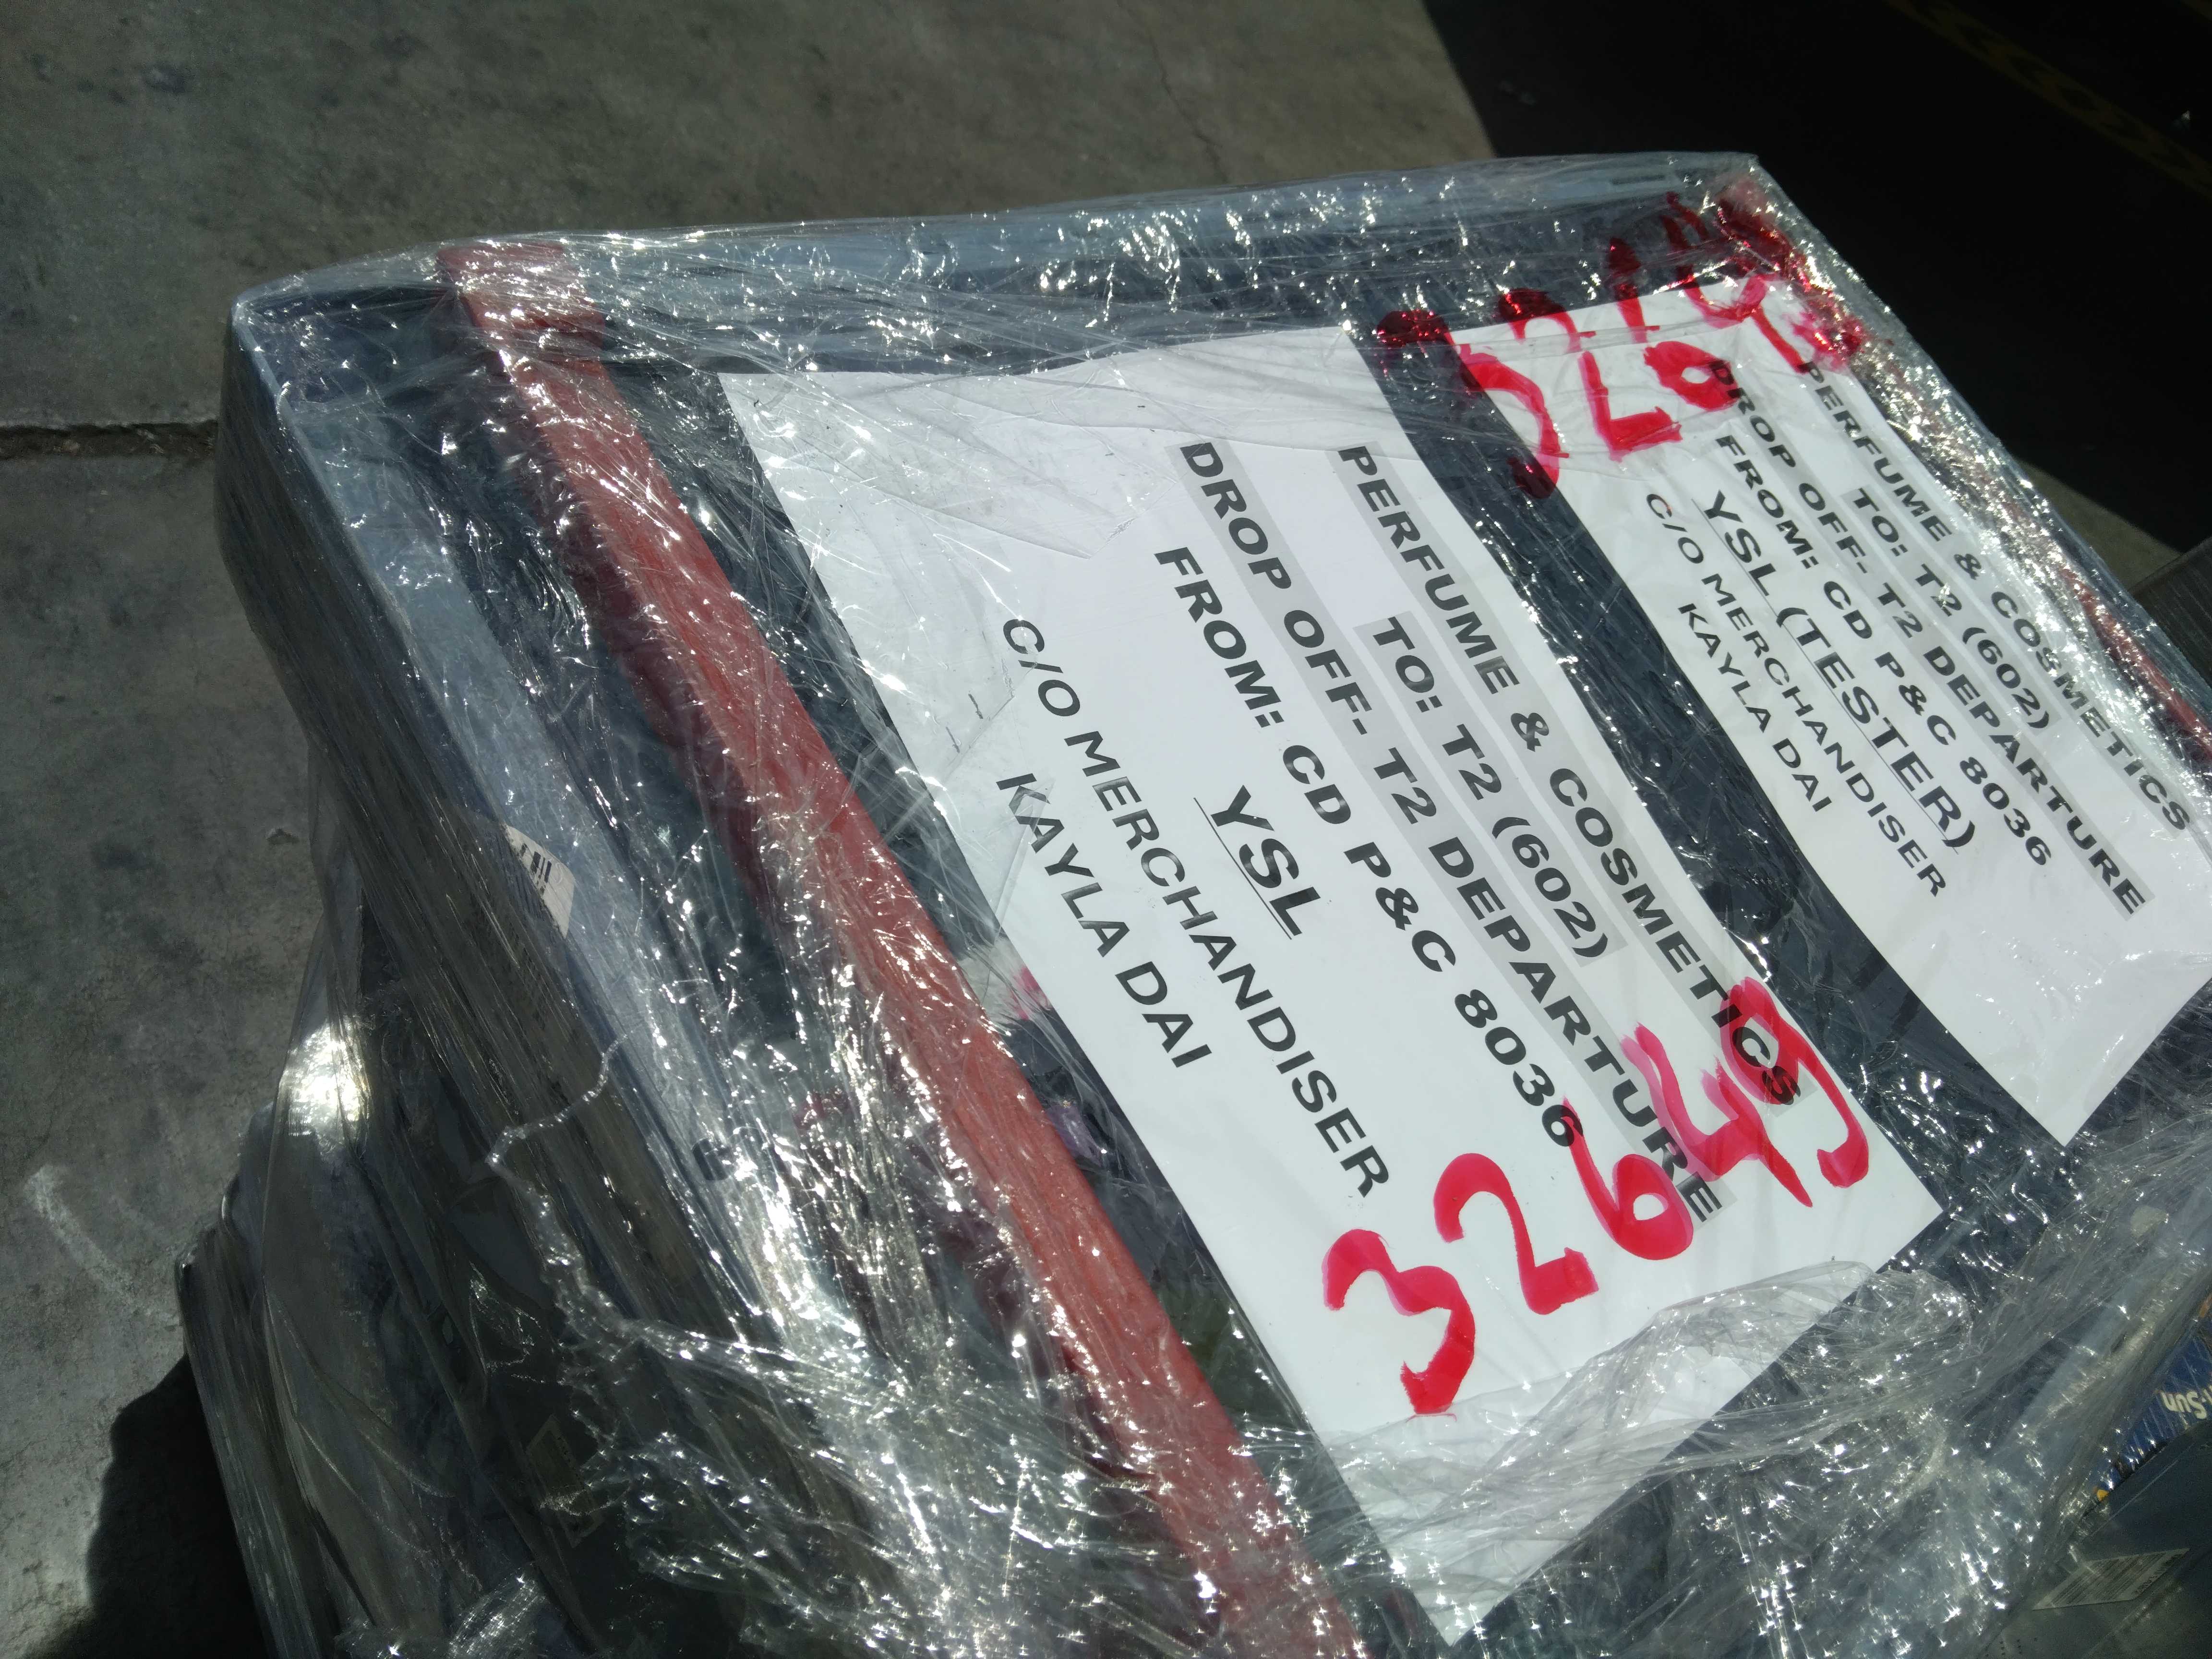 PERFUME & COSMETICS
TO: T2 (602)
DROP OFF- T2 DEPARTURE
FROM: CD P&C 8036
YSL
C/O MERCHANDISER
KAYLA DAI
32649
PERFUME & COSMETICS
TO: T2 (602)
DROP OFF- T2 DEPARTURE
FROM: CD P&C 8036
YSL (TESTER)
C/O MERCHANDISER
KAYLA DAI